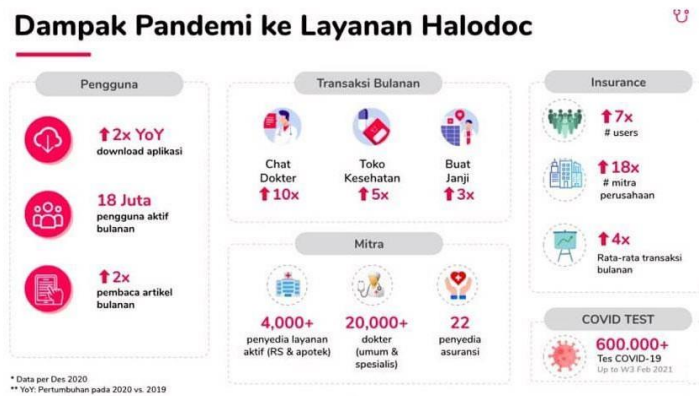 Dampak Pandemi ke Layanan Halodoc
Pengguna
2x YoY
download aplikasi
18 Juta
pengguna aktif
bulanan
2x
pembaca artikel
bulanan
Transaksi Bulanan
Chat
Dokter
10x
Toko
Kesehatan
5x
Buat
Janji
3x
Mitra
4,000+
penyedia layanan
aktif (RS & apotek)
20,000+
dokter
(umum &
spesialis)
22
penyedia
asuransi
Insurance
7x
# users
18x
# mitra
perusahaan
4x
Rata-rata transaksi
bulanan
COVID TEST
600.000+
Tes COVID-19
Up to W3 Feb 2021
* Data per Des 2020
** YoY: Pertumbuhan pada 2020 vs. 2019